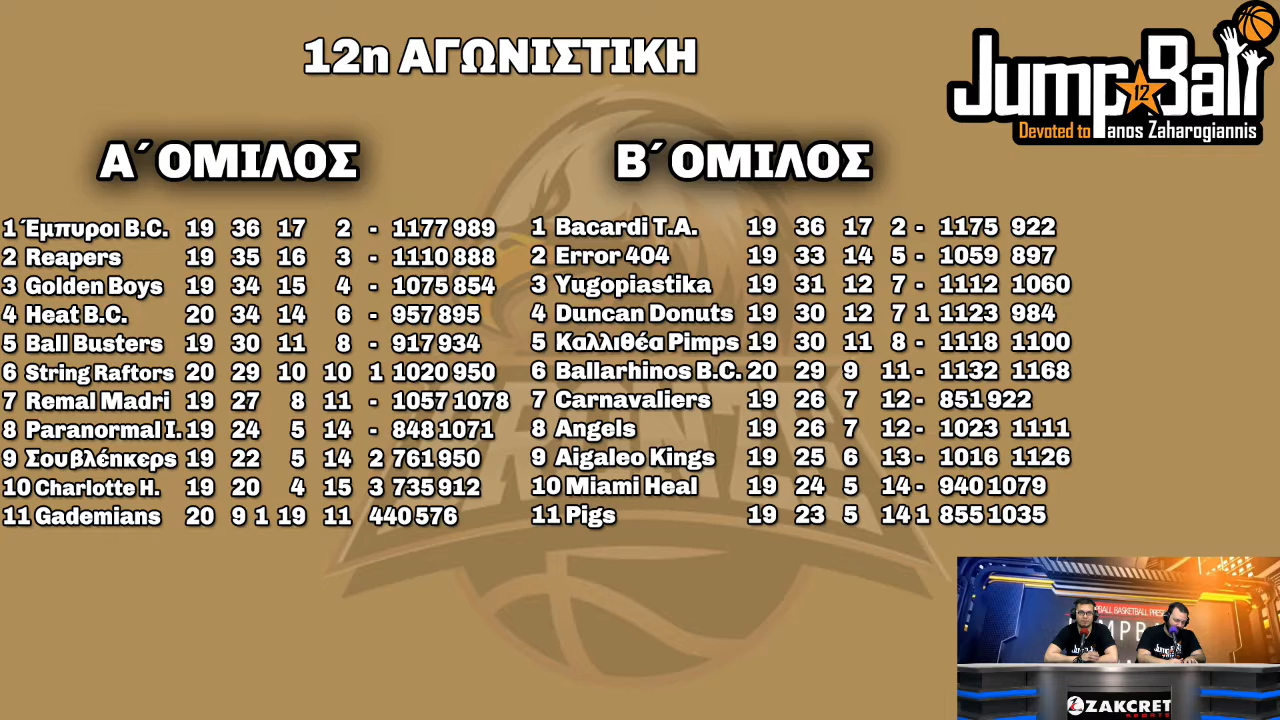 12η ΑΓΩΝΙΣΤΙΚΗ
Jump Ball
12
Devoted to Panos Zaharogiannis
Α΄ΟΜΙΛΟΣ
1 Έμπυροι B.C. 19 36 17 2 - 1177 989
2 Reapers 19 35 16 3 - 1110 888
3 Golden Boys 19 34 15 4 - 1075 854
4 Heat B.C. 20 34 14 6 - 957 895
5 Ball Busters 19 30 11 8 - 917 934
6 String Raftors 20 29 10 10 1 1020 950
7 Remal Madri 19 27 8 11 - 1057 1078
8 Paranormal I. 19 24 5 14 - 848 1071
9 Σουβλέηκερς 19 22 5 14 2 761 950
10 Charlotte H. 19 20 4 15 3 735 912
11 Gademians 20 9 1 19 11 440 576
Β΄ΟΜΙΛΟΣ
1 Bacardi T.A. 19 36 17 2 - 1175 922
2 Error 404 19 33 14 5 - 1059 897
3 Yugopiastika 19 31 12 7 - 1112 1060
4 Duncan Donuts 19 30 12 7 1 1123 984
5 Καλλιθέα Pimps 19 30 11 8 - 1118 1100
6 Ballarhinos B.C. 20 29 9 11 - 1132 1168
7 Carnavaliers 19 26 7 12 - 851 922
8 Angels 19 26 7 12 - 1023 1111
9 Aigaleo Kings 19 25 6 13 - 1016 1126
10 Miami Heal 19 24 5 14 - 940 1079
11 Pigs 19 23 5 14 1 855 1035
BASKETBALL
ZAKCRET
SPORTS